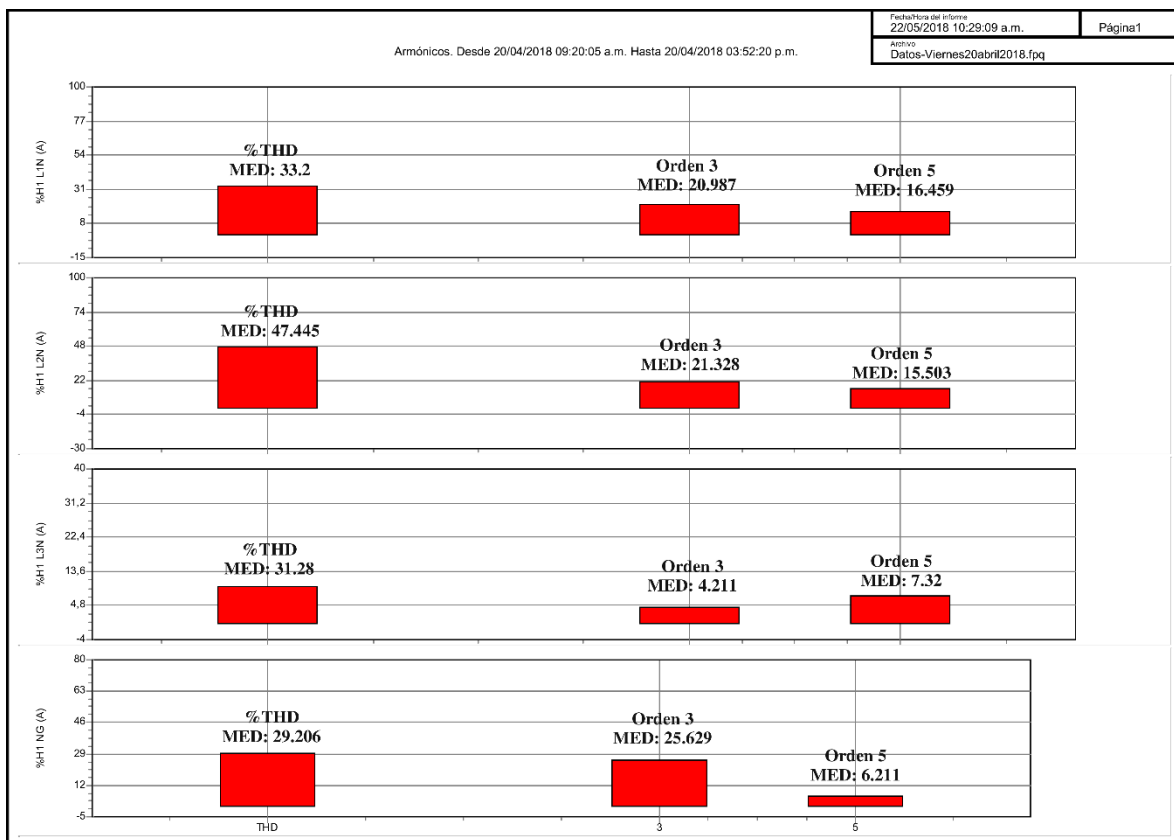 Fecha/Hora del informe
22/05/2018 10:29:09 a.m.
Página1
Archivo
Datos-Viernes20abril2018.fpq
Armónicos. Desde 20/04/2018 09:20:05 a.m. Hasta 20/04/2018 03:52:20 p.m.
%H1 L1N (A)
100
77
54
31
8
-15
%THD
MED: 33.2
Orden 3
MED: 20.987
Orden 5
MED: 16.459
%H1 L2N (A)
100
74
48
22
-4
-30
%THD
MED: 47.445
Orden 3
MED: 21.328
Orden 5
MED: 15.503
%H1 L3N (A)
40
31,2
22,4
13,6
4,8
-4
%THD
MED: 31.28
Orden 3
MED: 4.211
Orden 5
MED: 7.32
%H1 NG (A)
80
63
46
29
12
-5
%THD
MED: 29.206
Orden 3
MED: 25.629
Orden 5
MED: 6.211
THD
3
5